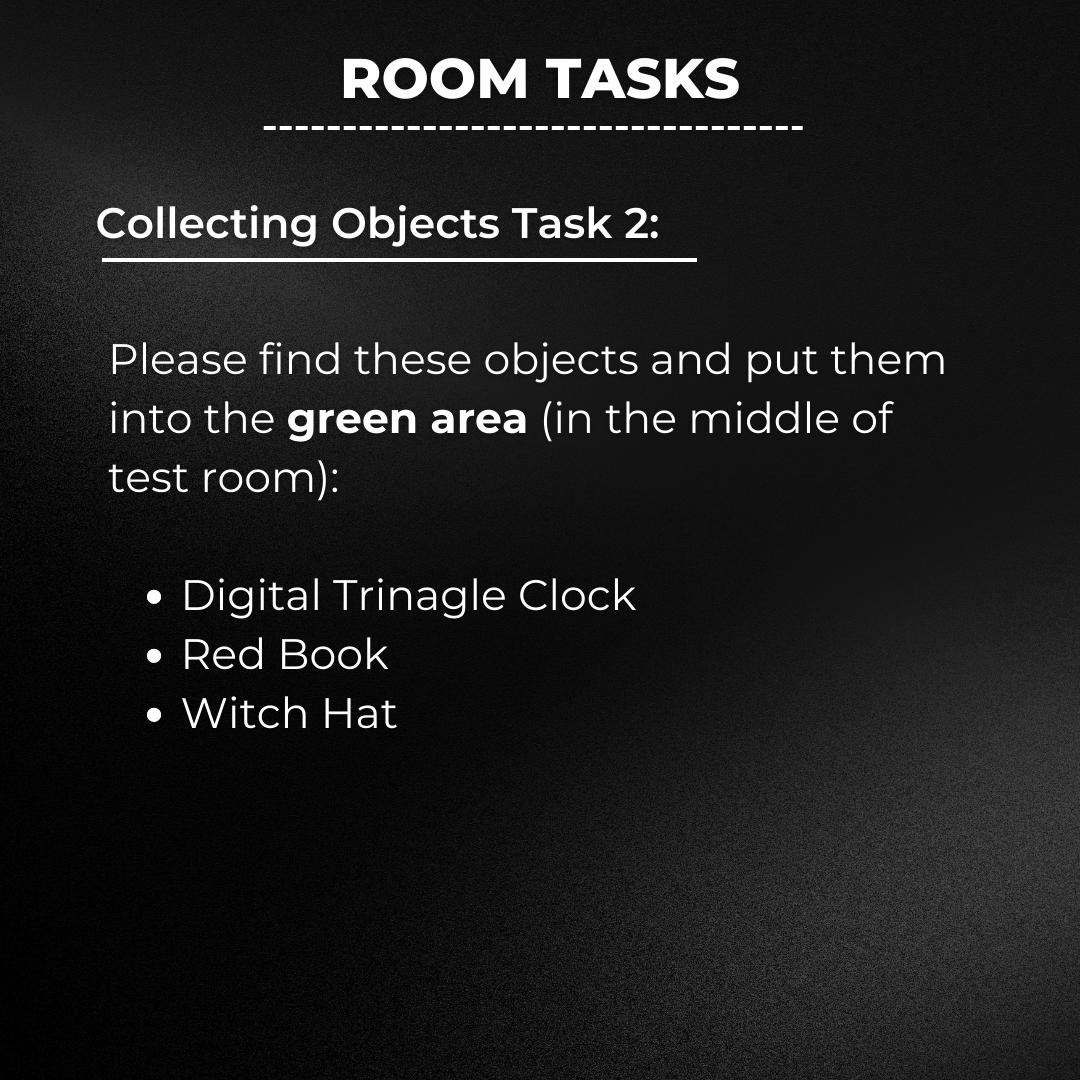 ROOM TASKS
----------------------------------
Collecting Objects Task 2:
Please find these objects and put them
into the green area (in the middle of
test room):
• Digital Trinagle Clock
• Red Book
• Witch Hat